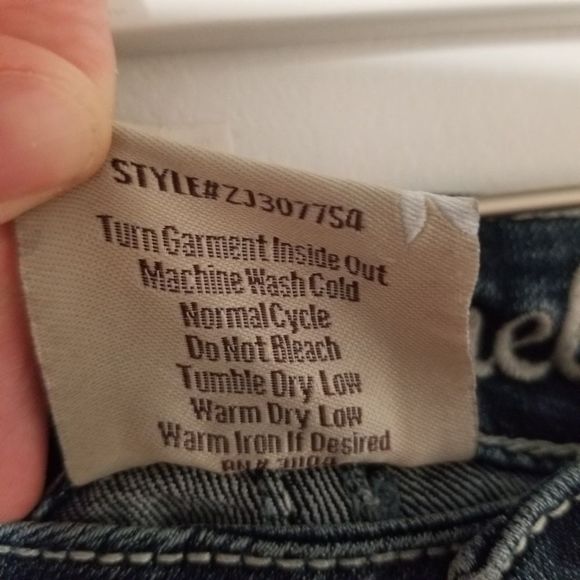 STYLE#ZJ3077S4
Turn Garment Inside Out
Machine Wash Cold
Normal Cycle
Do Not Bleach
Tumble Dry Low
Warm Dry Low
Warm Iron If Desired